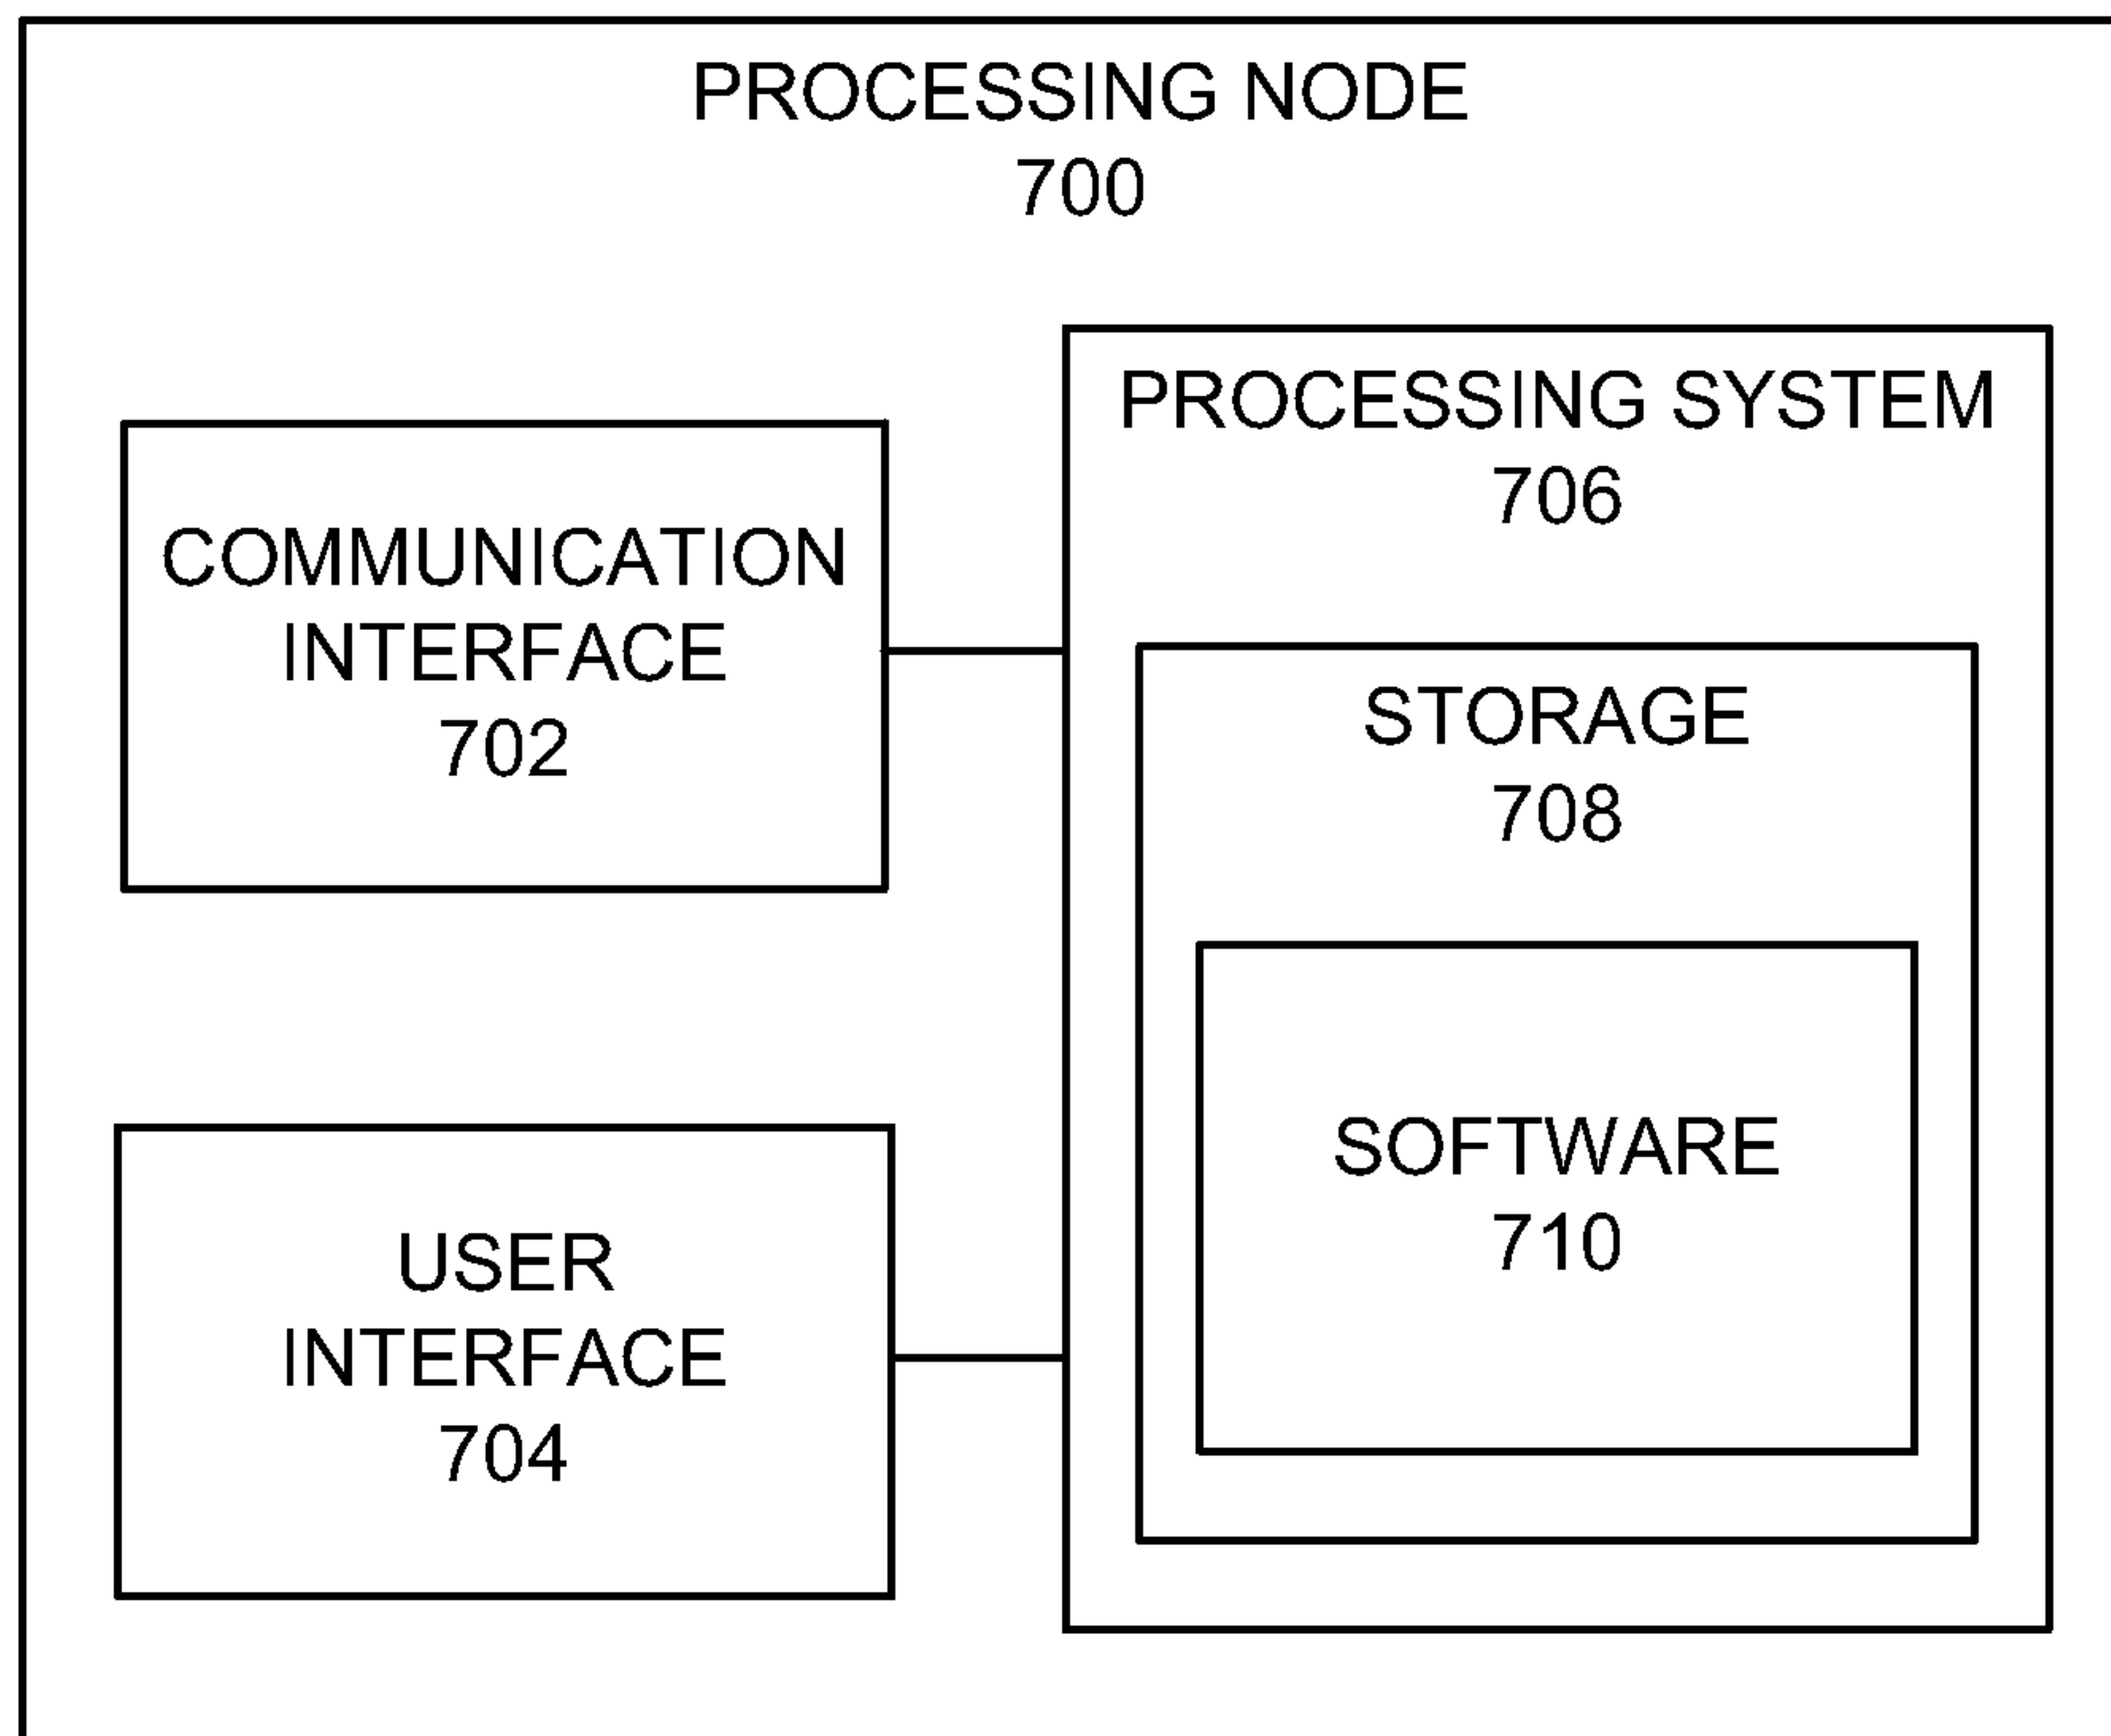 PROCESSING NODE
700
COMMUNICATION
INTERFACE
702
USER
INTERFACE
704
PROCESSING SYSTEM
706
STORAGE
708
SOFTWARE
710